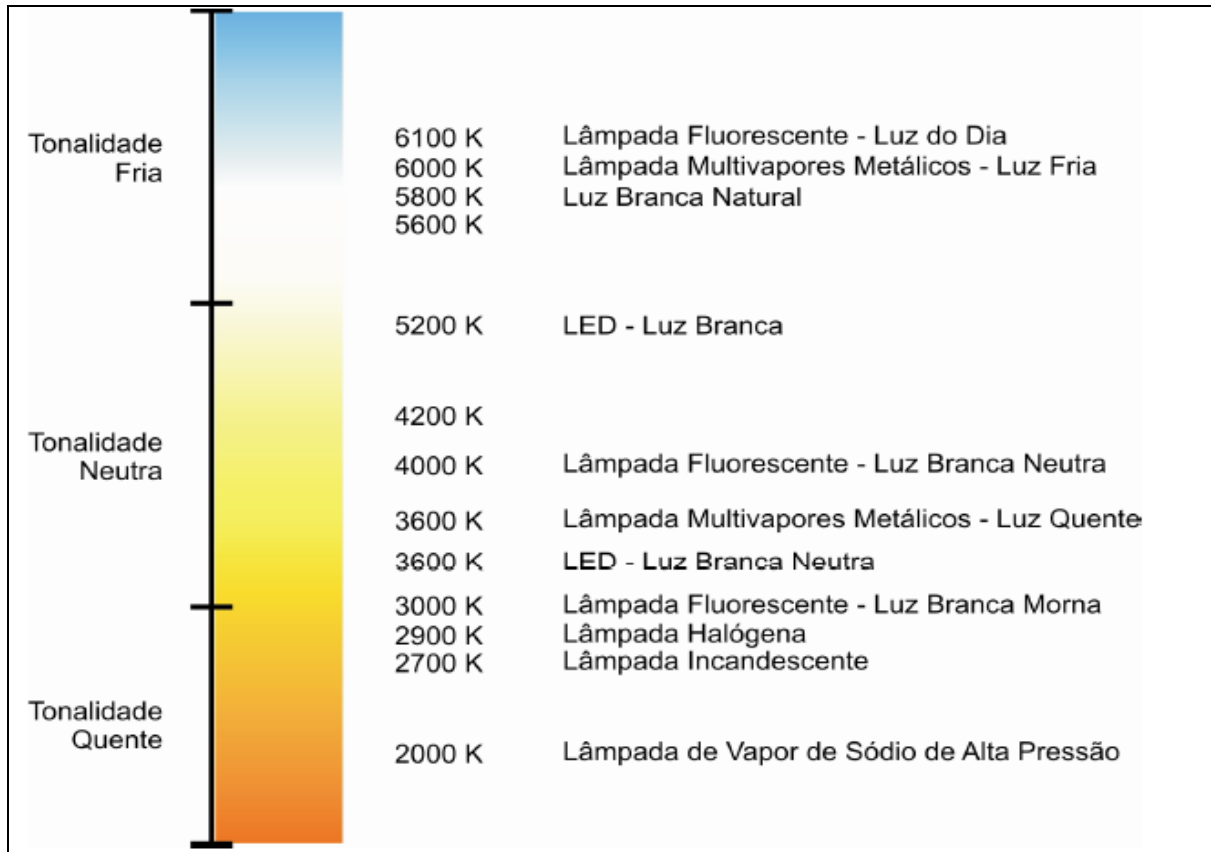 6100 K Lâmpada Fluorescente - Luz do Dia
Tonalidade
Fria
6000 K Lâmpada Multivapores Metálicos - Luz Fria
5800 K Luz Branca Natural
5600 K
5200 K LED - Luz Branca
4200 K
Tonalidade
Neutra
4000 K Lâmpada Fluorescente - Luz Branca Neutra
3600 K Lâmpada Multivapores Metálicos - Luz Quente
3600 K LED - Luz Branca Neutra
3000 K Lâmpada Fluorescente - Luz Branca Morna
2900 K Lâmpada Halógena
2700 K Lâmpada Incandescente
Tonalidade
Quente
2000 K Lâmpada de Vapor de Sódio de Alta Pressão